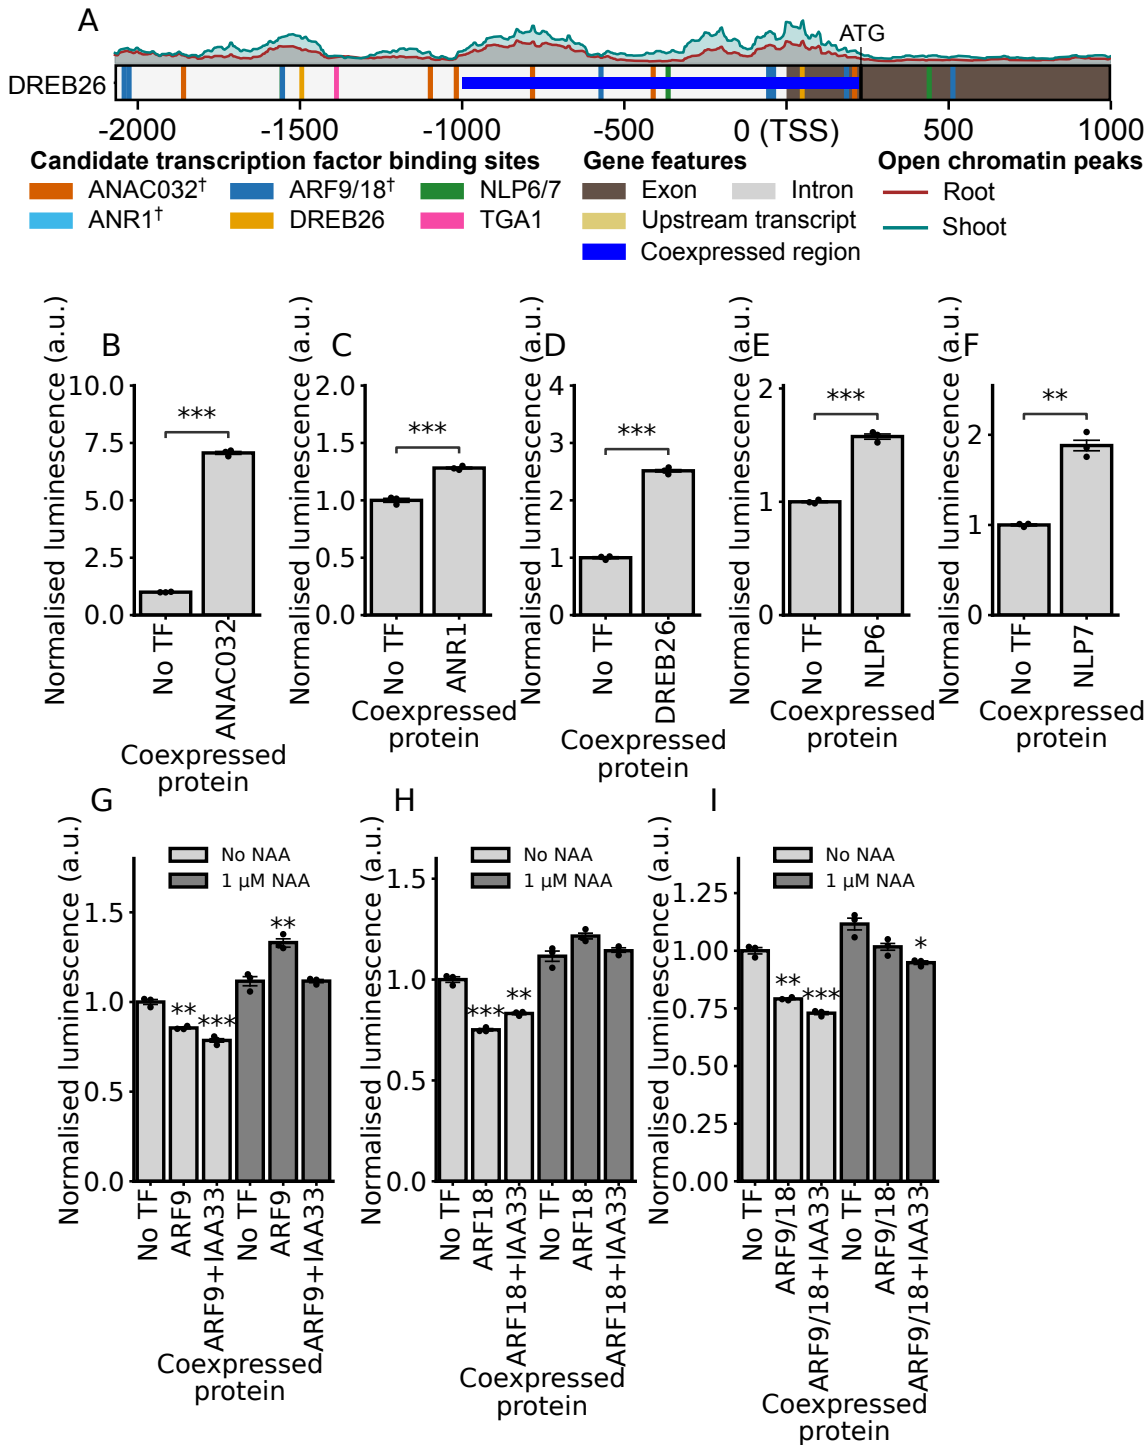 A
ATG
DREB26
-2000 -1500 -1000 -500 0 (TSS) 500 1000
Candidate transcription factor binding sites
ANAC032† ARF9/18† NLP6/7
ANR1† DREB26 TGA1
Gene features
Exon Intron
Upstream transcript
Coexpressed region
Open chromatin peaks
Root
Shoot
B
Normalised luminescence (a.u.)
10.0
7.5
5.0
2.5
0.0
***
No TF
ANAC032
Coexpressed
protein
C
Normalised luminescence (a.u.)
2.0
1.5
1.0
0.5
0.0
***
No TF
ANR1
Coexpressed
protein
D
Normalised luminescence (a.u.)
4
3
2
1
0
***
No TF
DREB26
Coexpressed
protein
E
Normalised luminescence (a.u.)
2
1
0
***
No TF
NLP6
Coexpressed
protein
F
Normalised luminescence (a.u.)
2
1
0
**
No TF
NLP7
Coexpressed
protein
G
Normalised luminescence (a.u.)
No NAA
1 µM NAA
1.5
1.0
0.5
0.0
**
***
**
No TF
ARF9
ARF9+IAA33
No TF
ARF9
ARF9+IAA33
Coexpressed
protein
H
Normalised luminescence (a.u.)
No NAA
1 µM NAA
1.5
1.0
0.5
0.0
***
**
No TF
ARF18
ARF18+IAA33
No TF
ARF18
ARF18+IAA33
Coexpressed
protein
I
Normalised luminescence (a.u.)
No NAA
1 µM NAA
1.25
1.00
0.75
0.50
0.25
0.00
**
***
*
No TF
ARF9/18
ARF9/18+IAA33
No TF
ARF9/18
ARF9/18+IAA33
Coexpressed
protein